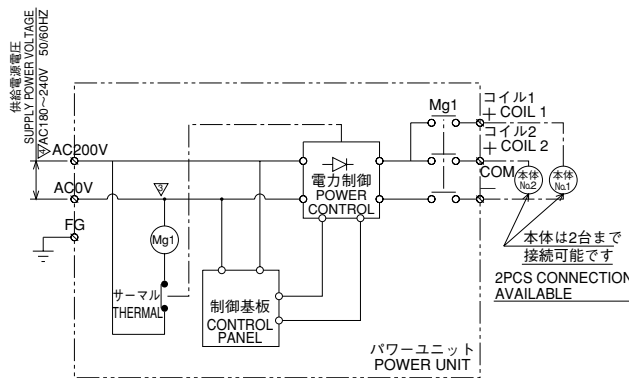 供給電源電圧
SUPPLY POWER VOLTAGE
AC180～240V 50/60HZ
AC200V
AC0V
FG
Mg1
サーマル
THERMAL
制御基板
CONTROL
PANEL
電力制御
POWER
CONTROL
Mg1
コイル1
+ COIL 1
コイル2
+ COIL 2
COM
−
本体
No.2
本体
No.1
本体は2台まで
接続可能です
2PCS CONNECTION
AVAILABLE
パワーユニット
POWER UNIT